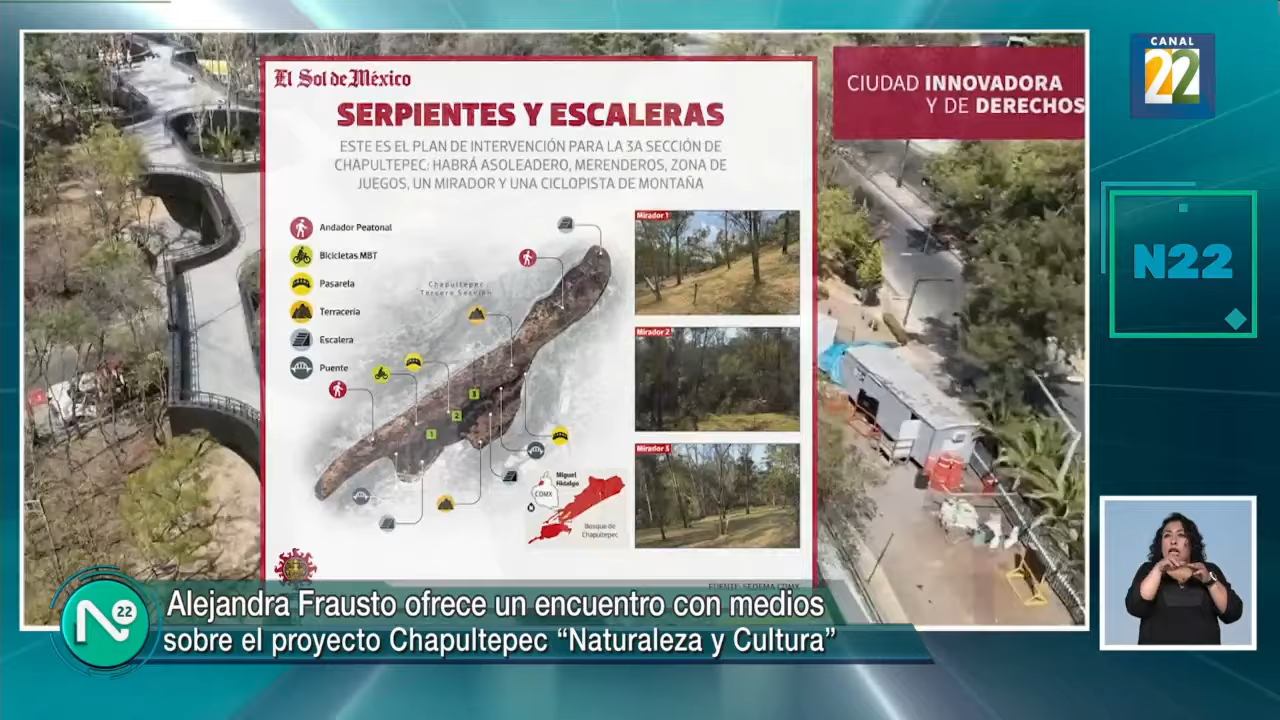 El Sol de México
SERPIENTES Y ESCALERAS
ESTE ES EL PLAN DE INTERVENCIÓN PARA LA 3A SECCIÓN DE
CHAPULTEPEC: HABRÁ ASOLEADERO, MERENDEROS, ZONA DE
JUEGOS, UN MIRADOR Y UNA CICLOPISTA DE MONTAÑA
Andador Peatonal
Bicicletas MBT
Pasarela
Terracería
Escalera
Puente
Chapultepec
Tercera Sección
1
2
3
Miguel
Hidalgo
CDMX
Bosque de
Chapultepec
Mirador 1
Mirador 2
Mirador 3
FUENTE: SEDEMA CDMX
CIUDAD INNOVADORA
Y DE DERECHOS
CANAL
22
N22
N 22
Alejandra Frausto ofrece un encuentro con medios
sobre el proyecto Chapultepec “Naturaleza y Cultura”